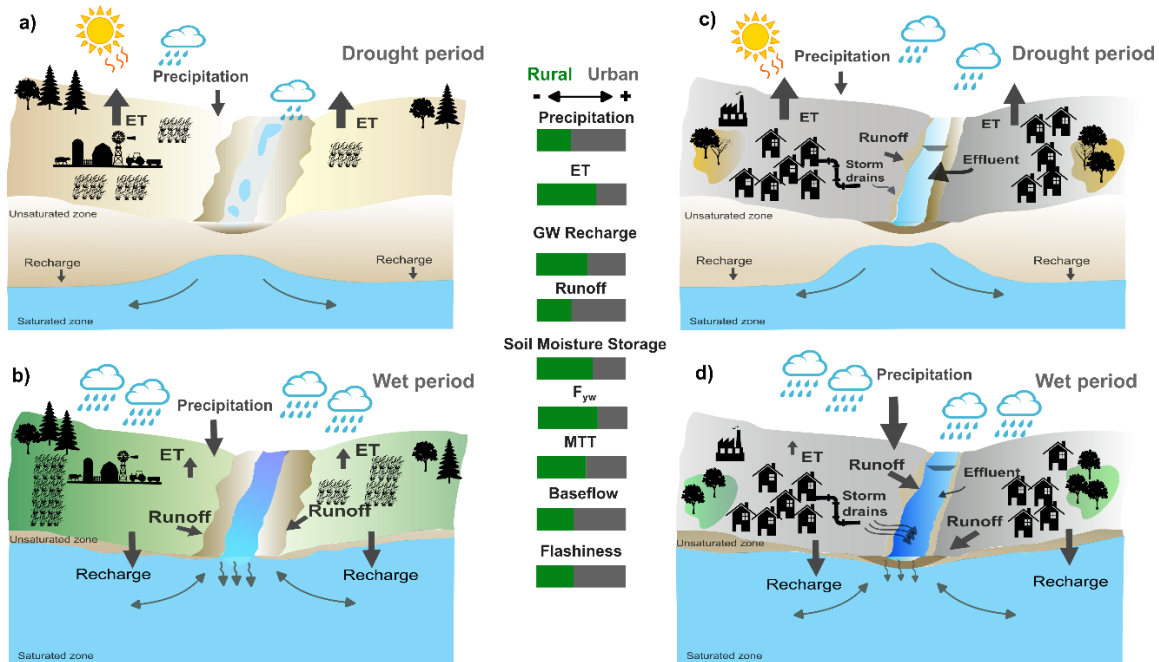 a)
Drought period
Precipitation
ET
ET
Unsaturated zone
Recharge
Recharge
Saturated zone
b)
Wet period
Precipitation
ET
ET
Runoff
Runoff
Unsaturated zone
Recharge
Recharge
Saturated zone
Rural Urban
- +
Precipitation
ET
GW Recharge
Runoff
Soil Moisture Storage
Fyw
MTT
Baseflow
Flashiness
c)
Drought period
Precipitation
ET
ET
Runoff
Storm
drains
Effluent
Unsaturated zone
Recharge
Recharge
Saturated zone
d)
Wet period
Precipitation
ET
Runoff
Effluent
Storm
drains
Runoff
Unsaturated zone
Recharge
Recharge
Saturated zone